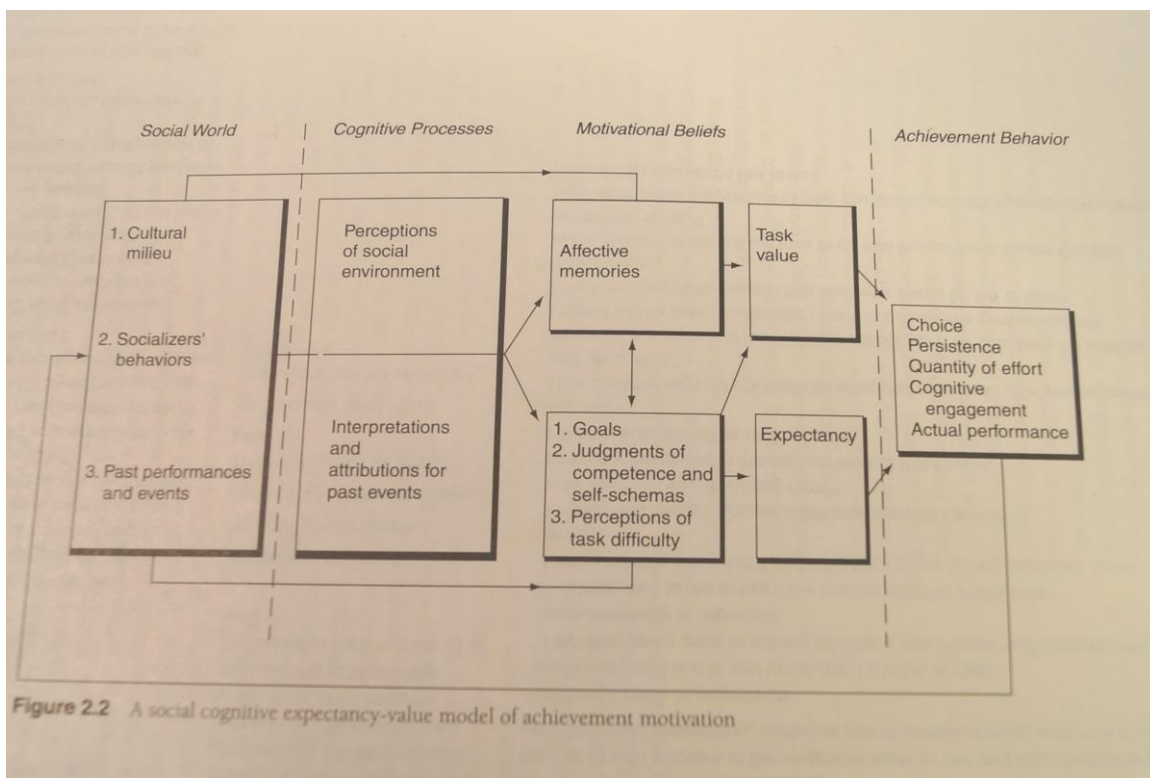 Social World
Cognitive Processes
Motivational Beliefs
Achievement Behavior
1. Cultural
milieu
2. Socializers'
behaviors
3. Past performances
and events
Perceptions
of social
environment
Interpretations
and
attributions for
past events
Affective
memories
1. Goals
2. Judgments of
competence and
self-schemas
3. Perceptions of
task difficulty
Task
value
Expectancy
Choice
Persistence
Quantity of effort
Cognitive
engagement
Actual performance
Figure 2.2 A social cognitive expectancy-value model of achievement motivation